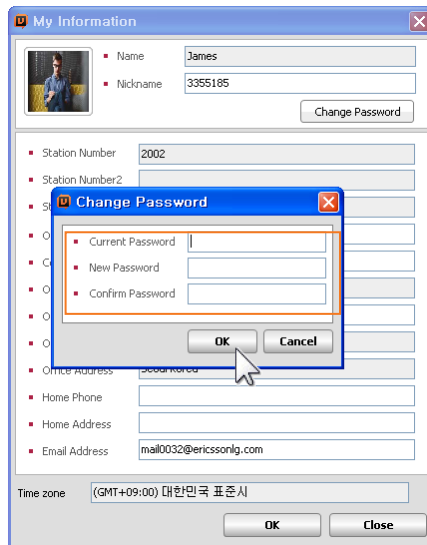 My Information
Name James
Nickname 3355185
Change Password
Station Number 2002
Station Number2
Change Password
Current Password
New Password
Confirm Password
OK Cancel
Office Address
Home Phone
Home Address
Email Address mail0032@ericssonlg.com
Time zone (GMT+09:00) 대한민국 표준시
OK Close